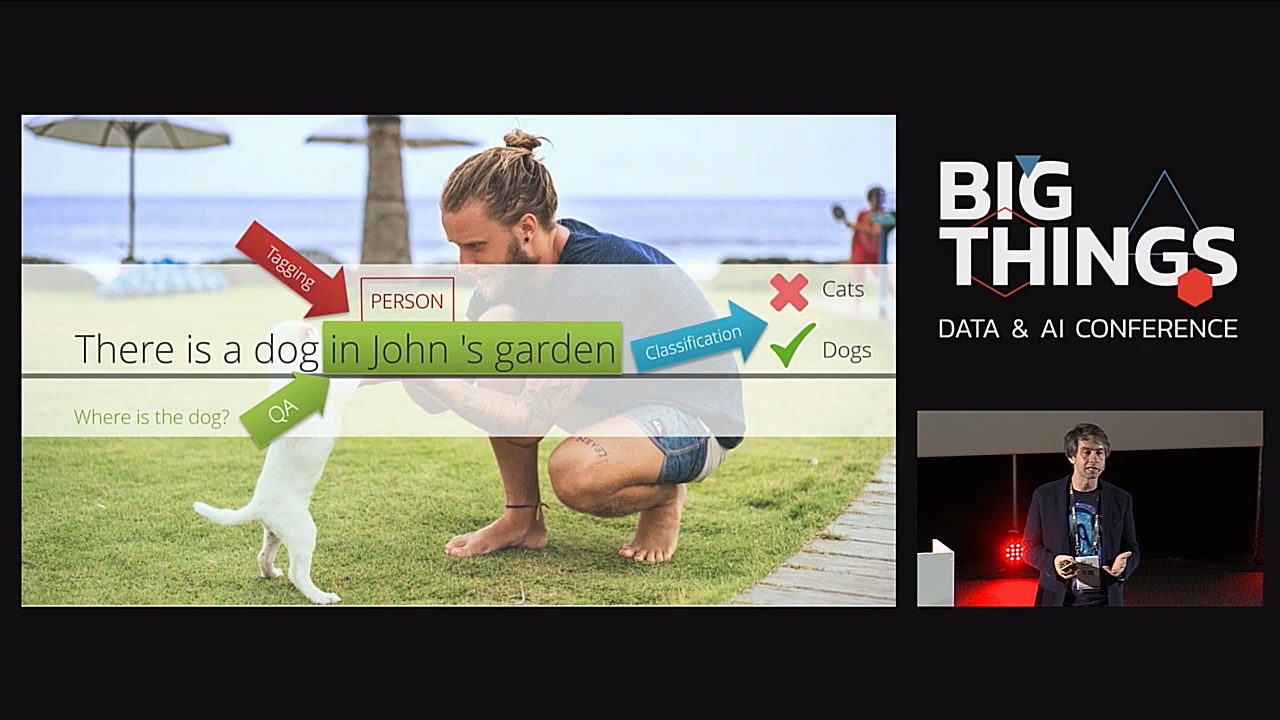 Tagging
PERSON
There is a dog in John 's garden
Classification
Cats
Dogs
Where is the dog?
QA
LEARN
BIG
THINGS
DATA & AI CONFERENCE